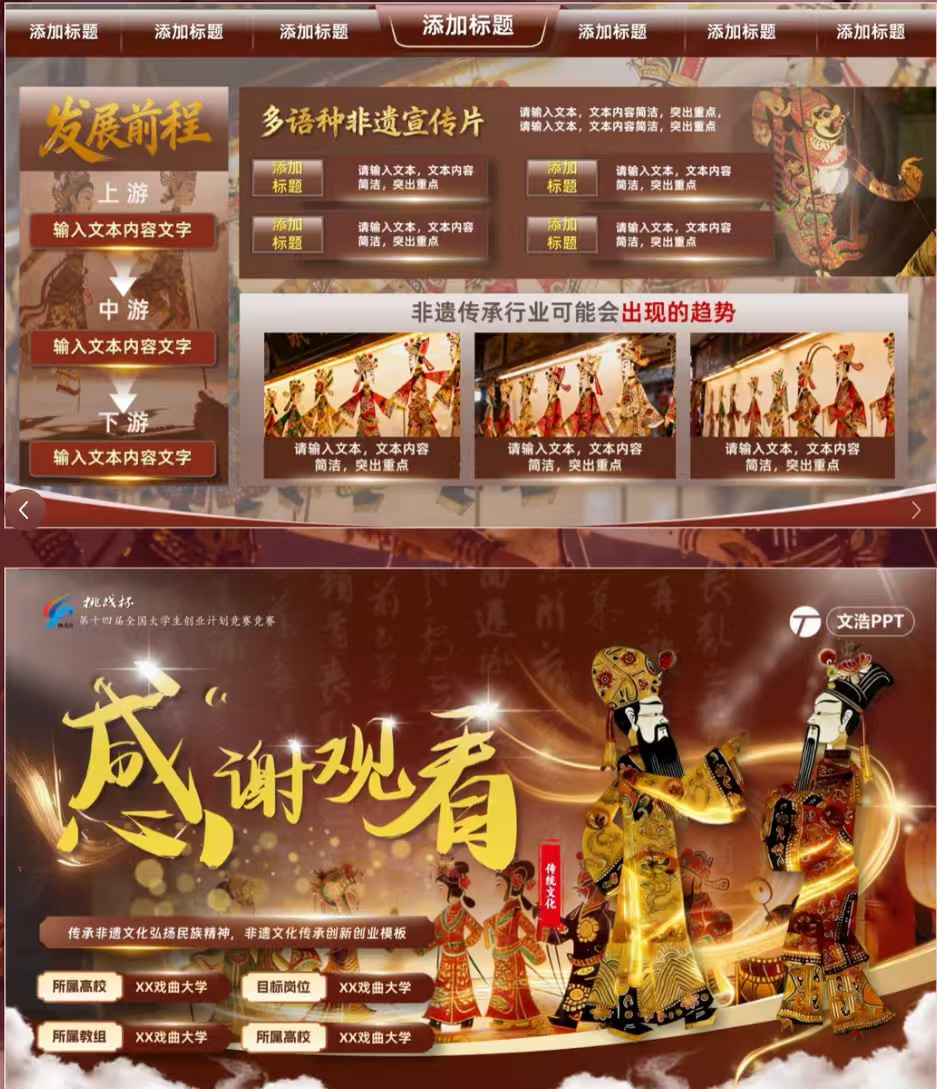 添加标题
添加标题
添加标题
添加标题
添加标题
添加标题
添加标题
发展前程
上游
输入文本内容文字
中游
输入文本内容文字
下游
输入文本内容文字
多语种非遗宣传片
请输入文本，文本内容简洁，突出重点，
请输入文本，文本内容简洁，突出重点
添加
标题
请输入文本，文本内容
简洁，突出重点
添加
标题
请输入文本，文本内容
简洁，突出重点
添加
标题
请输入文本，文本内容
简洁，突出重点
添加
标题
请输入文本，文本内容
简洁，突出重点
非遗传承行业可能会出现的趋势
请输入文本，文本内容
简洁，突出重点
请输入文本，文本内容
简洁，突出重点
请输入文本，文本内容
简洁，突出重点
挑战杯
第十四届全国大学生创业计划竞赛竞赛
文浩PPT
感谢观看
传统文化
传承非遗文化弘扬民族精神，非遗文化传承创新创业模板
所属高校 XX戏曲大学
目标岗位 XX戏曲大学
所属教组 XX戏曲大学
所属高校 XX戏曲大学